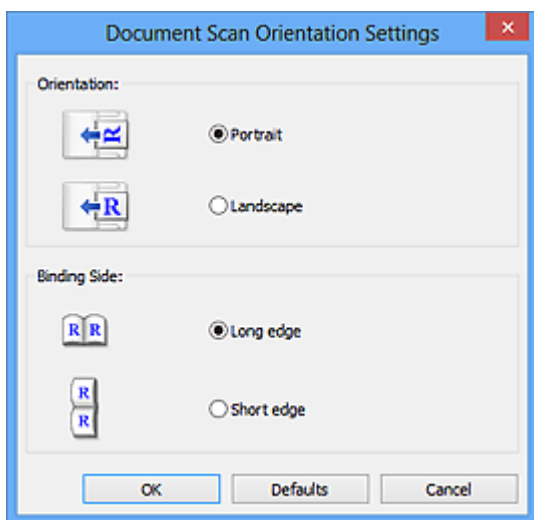 Document Scan Orientation Settings
Orientation:
R
Portrait
R
Landscape
Binding Side:
R R
Long edge
R
R
Short edge
OK Defaults Cancel